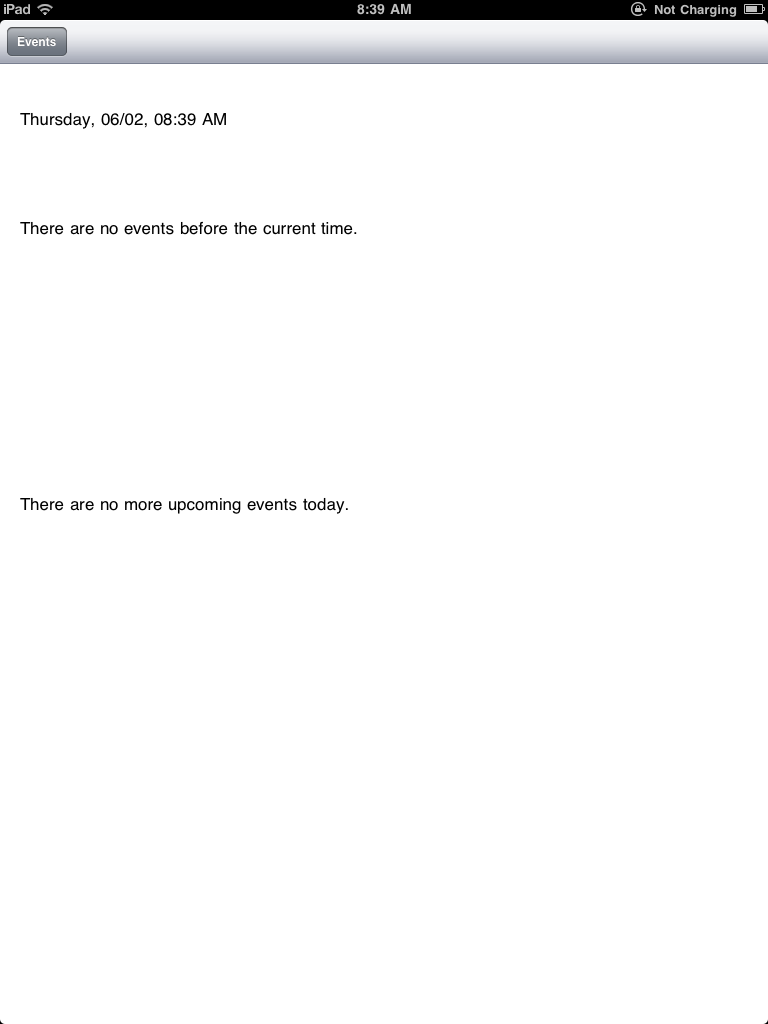 iPad 8:39 AM Not Charging
Events
Thursday, 06/02, 08:39 AM
There are no events before the current time.
There are no more upcoming events today.